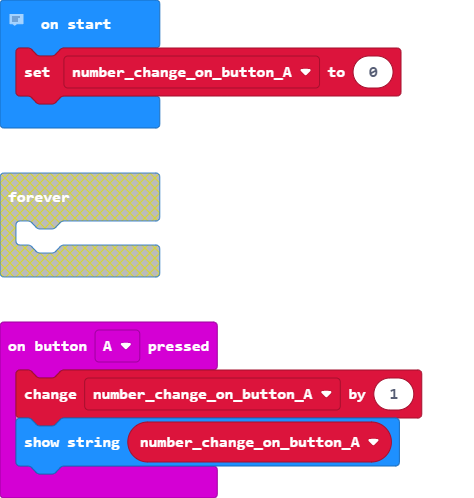 on start
set number_change_on_button_A to 0
forever
on button A pressed
change number_change_on_button_A by 1
show string number_change_on_button_A